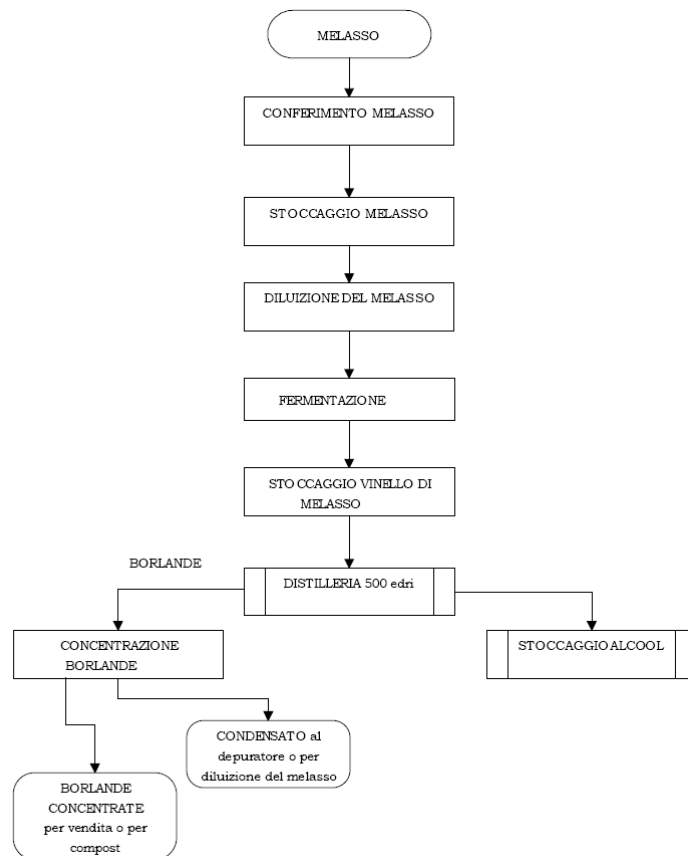 MELASSO
CONFERIMENTO MELASSO
STOCCAGGIO MELASSO
DILUIZIONE DEL MELASSO
FERMENTAZIONE
STOCCAGGIO VINELLO DI
MELASSO
BORLANDE
DISTILLERIA 500 edri
CONCENTRAZIONE
BORLANDE
STOCCAGGIO ALCOOL
CONDENSATO al
depuratore o per
diluizione del melasso
BORLANDE
CONCENTRATE
per vendita o per
compost